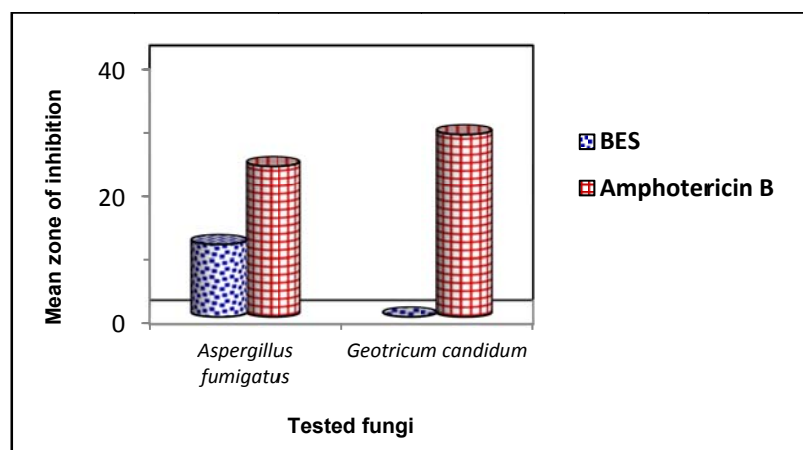 Mean zone of inhibition
40
20
0
BES
Amphotericin B
Aspergillus
fumigatus
Geotricum candidum
Tested fungi